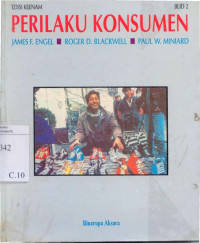 EDISI KEENAM JILID 2
PERILAKU KONSUMEN
JAMES F. ENGEL ■ ROGER D. BLACKWELL ■ PAUL W. MINIARD
342
C.10
Binarupa Aksara